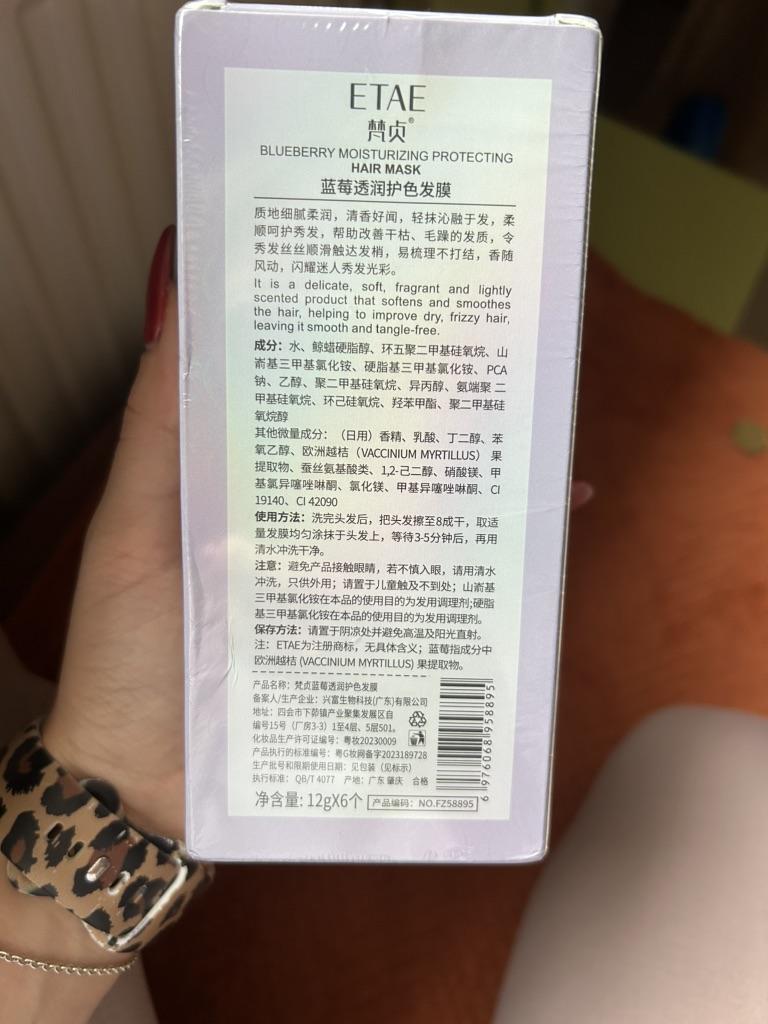 ETAE
梵贞®
BLUEBERRY MOISTURIZING PROTECTING
HAIR MASK
蓝莓透润护色发膜
质地细腻柔润，清香好闻，轻抹沁融于发，柔
顺呵护秀发，帮助改善干枯、毛躁的发质，令
秀发丝丝顺滑触达发梢，易梳理不打结，香随
风动，闪耀迷人秀发光彩。
It is a delicate, soft, fragrant and lightly
scented product that softens and smoothes
the hair, helping to improve dry, frizzy hair,
leaving it smooth and tangle-free.
成分：水、鲸蜡硬脂醇、环五聚二甲基硅氧烷、山
嵛基三甲基氯化铵、硬脂基三甲基氯化铵、PCA
钠、乙醇、聚二甲基硅氧烷、异丙醇、氨端聚二
甲基硅氧烷、环己硅氧烷、羟苯甲酯、聚二甲基硅
氧烷醇
其他微量成分：（日用）香精、乳酸、丁二醇、苯
氧乙醇、欧洲越桔（VACCINIUM MYRTILLUS）果
提取物、蚕丝氨基酸类、1,2-己二醇、硝酸镁、甲
基氯异噻唑啉酮、氯化镁、甲基异噻唑啉酮、CI
19140、CI 42090
使用方法：洗完头发后，把头发擦至8成干，取适
量发膜均匀涂抹于头发上，等待3-5分钟后，再用
清水冲洗干净。
注意：避免产品接触眼睛，若不慎入眼，请用清水
冲洗，只供外用；请置于儿童触及不到处；山嵛基
三甲基氯化铵在本品的使用目的为发用调理剂;硬脂
基三甲基氯化铵在本品的使用目的为发用调理剂。
保存方法：请置于阴凉处并避免高温及阳光直射。
注：ETAE为注册商标，无具体含义；蓝莓指成分中
欧洲越桔 (VACCINIUM MYRTILLUS) 果提取物。
产品名称：梵贞蓝莓透润护色发膜
备案人/生产企业：兴富生物科技(广东)有限公司
地址：四会市下茆镇产业聚集发展区自
编号15号（厂房3-3）1至4层、5层501。
化妆品生产许可证编号：粤妆20230009
产品执行的标准编号：粤G妆网备字2023189728
生产批号和限期使用日期：见包装（见标示）
执行标准：QB/T 4077 产地：广东 肇庆 合格
净含量: 12gX6个 产品编码：NO.FZ58895
6 976068 958895